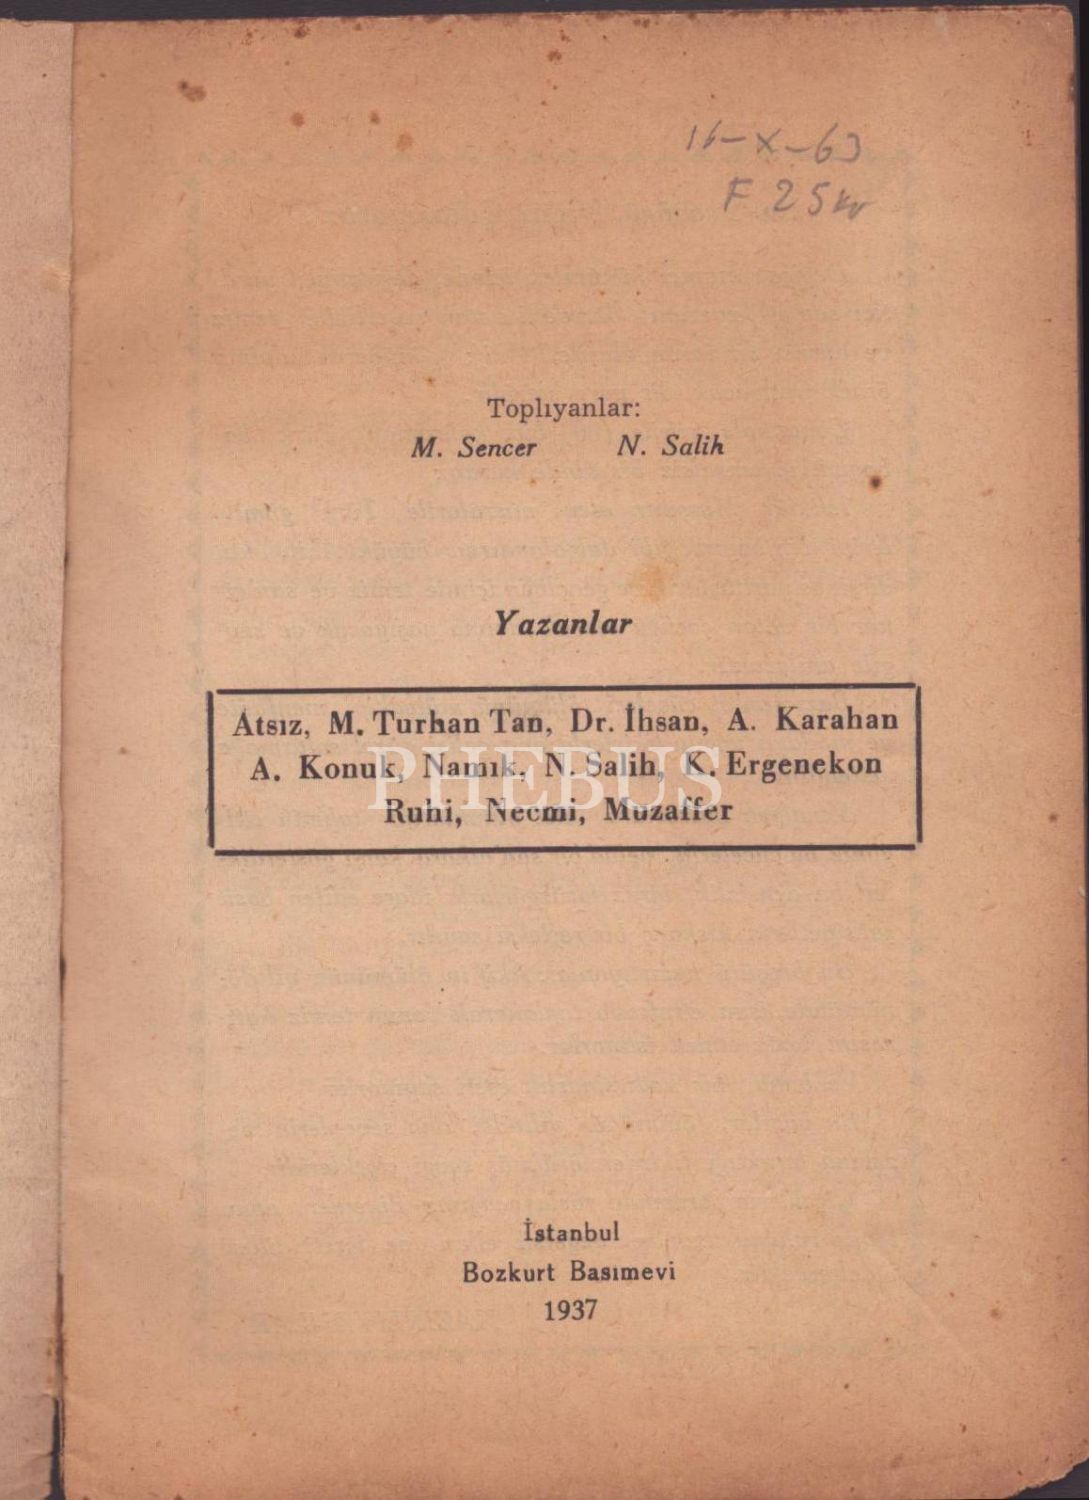 16-X-63
F 25 kr
Toplıyanlar:
M. Sencer N. Salih
Yazanlar
Atsız, M. Turhan Tan, Dr. İhsan, A. Karahan
A. Konuk, Namık, N. Salih, K. Ergenekon
PHEBUS
Ruhi, Necmi, Muzaffer
İstanbul
Bozkurt Basımevi
1937